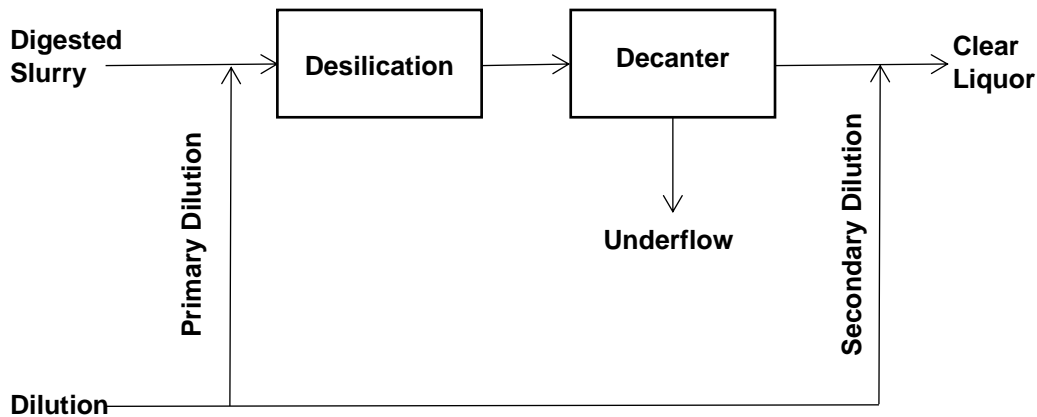 Digested
Slurry
Desilication
Decanter
Clear
Liquor
Primary Dilution
Underflow
Secondary Dilution
Dilution